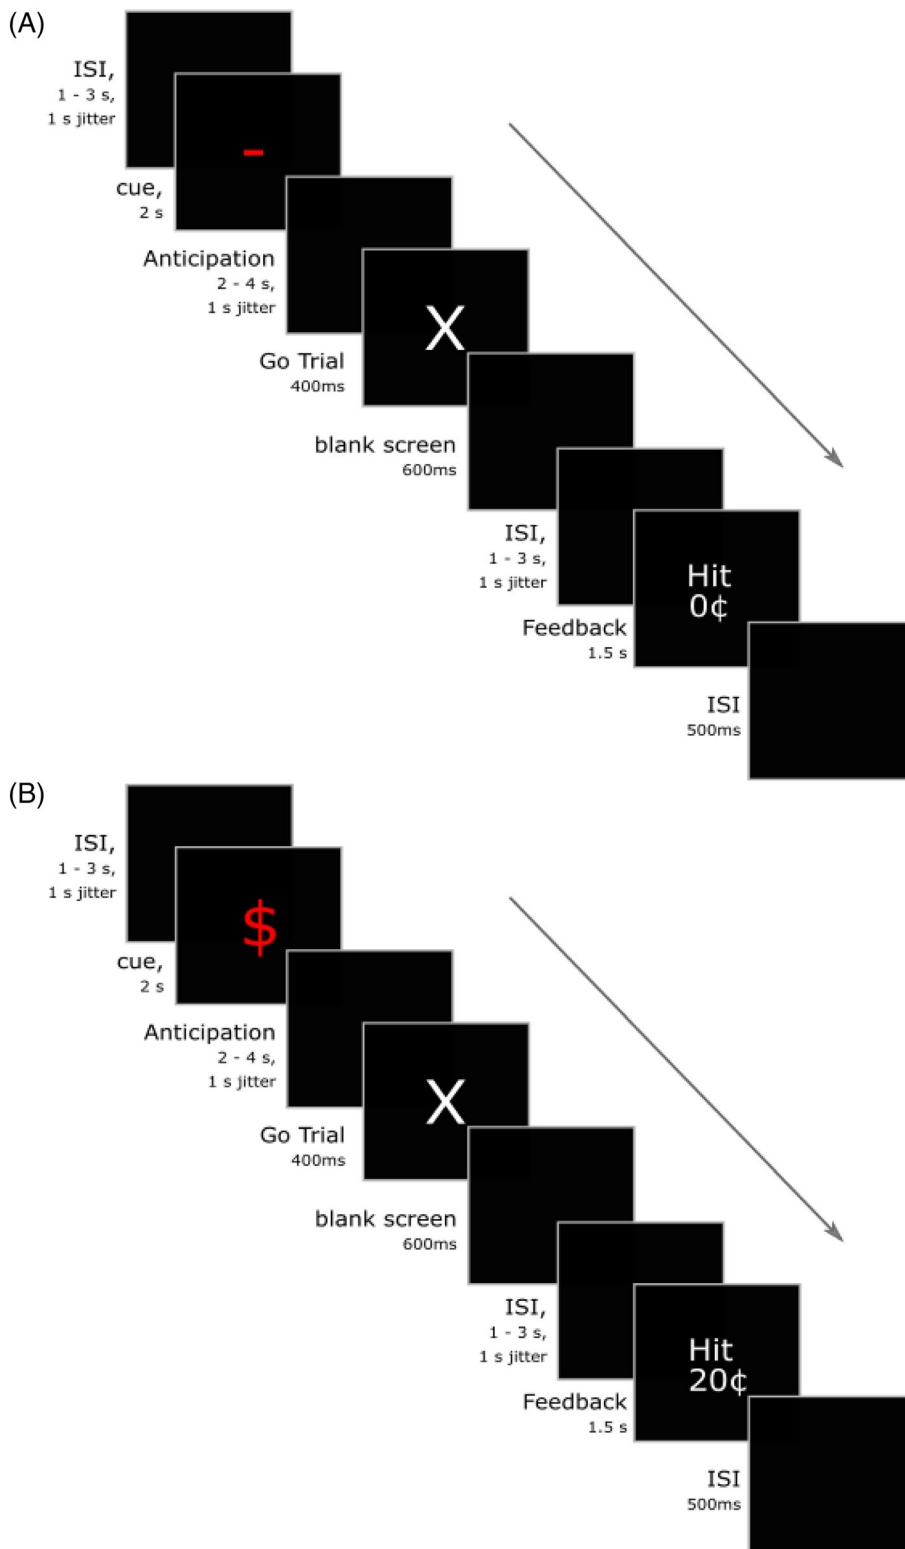 (A)
ISI,
1 - 3 s,
1 s jitter
-
cue,
2 s
Anticipation
2 - 4 s,
1 s jitter
X
Go Trial
400ms
blank screen
600ms
ISI,
1 - 3 s,
1 s jitter
Hit
0¢
Feedback
1.5 s
ISI
500ms
(B)
ISI,
1 - 3 s,
1 s jitter
$
cue,
2 s
Anticipation
2 - 4 s,
1 s jitter
X
Go Trial
400ms
blank screen
600ms
ISI,
1 - 3 s,
1 s jitter
Hit
20¢
Feedback
1.5 s
ISI
500ms